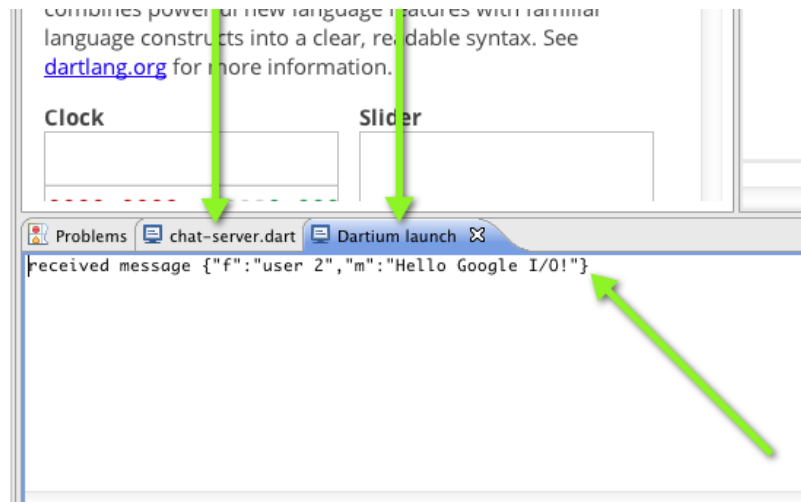 combines powerful new language features with familiar
language constructs into a clear, readable syntax. See
dartlang.org for more information.
Clock Slider
Problems chat-server.dart Dartium launch
received message {"f":"user 2","m":"Hello Google I/O!"}